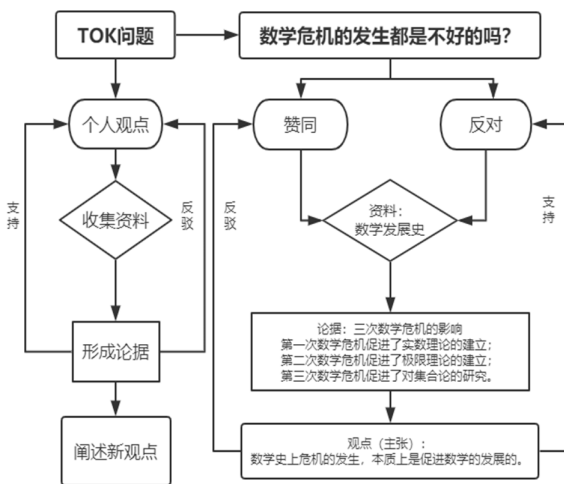 TOK问题
数学危机的发生都是不好的吗?
个人观点
赞同
反对
支持
反驳
反驳
支持
收集资料
资料:
数学发展史
形成论据
论据:三次数学危机的影响
第一次数学危机促进了实数理论的建立;
第二次数学危机促进了极限理论的建立;
第三次数学危机促进了对集合论的研究。
阐述新观点
观点(主张):
数学史上危机的发生,本质上是促进数学的发展的。